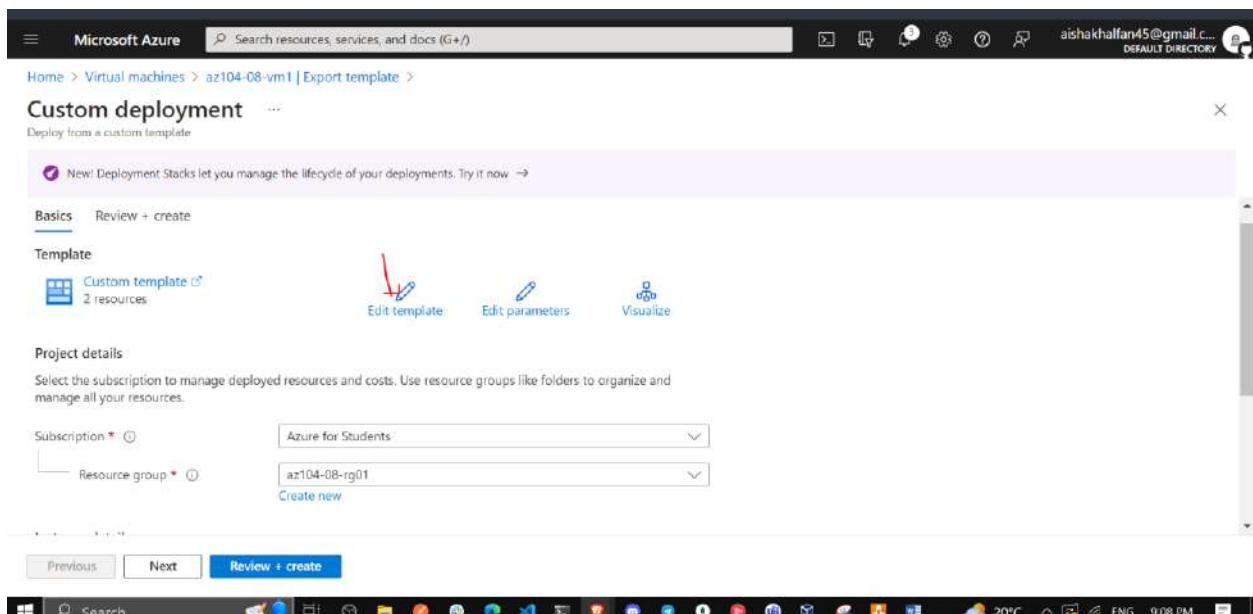 Microsoft Azure
Search resources, services, and docs (G+/)
3
aishakhalfan45@gmail.c...
DEFAULT DIRECTORY
Home > Virtual machines > az104-08-vm1 | Export template >
Custom deployment ...
Deploy from a custom template
New! Deployment Stacks let you manage the lifecycle of your deployments. Try it now →
Basics Review + create
Template
Custom template
2 resources
Edit template Edit parameters Visualize
Project details
Select the subscription to manage deployed resources and costs. Use resource groups like folders to organize and
manage all your resources.
Subscription * Azure for Students
Resource group * az104-08-rg01
Create new
Previous Next Review + create
Search 20°C ENG 9:08 PM